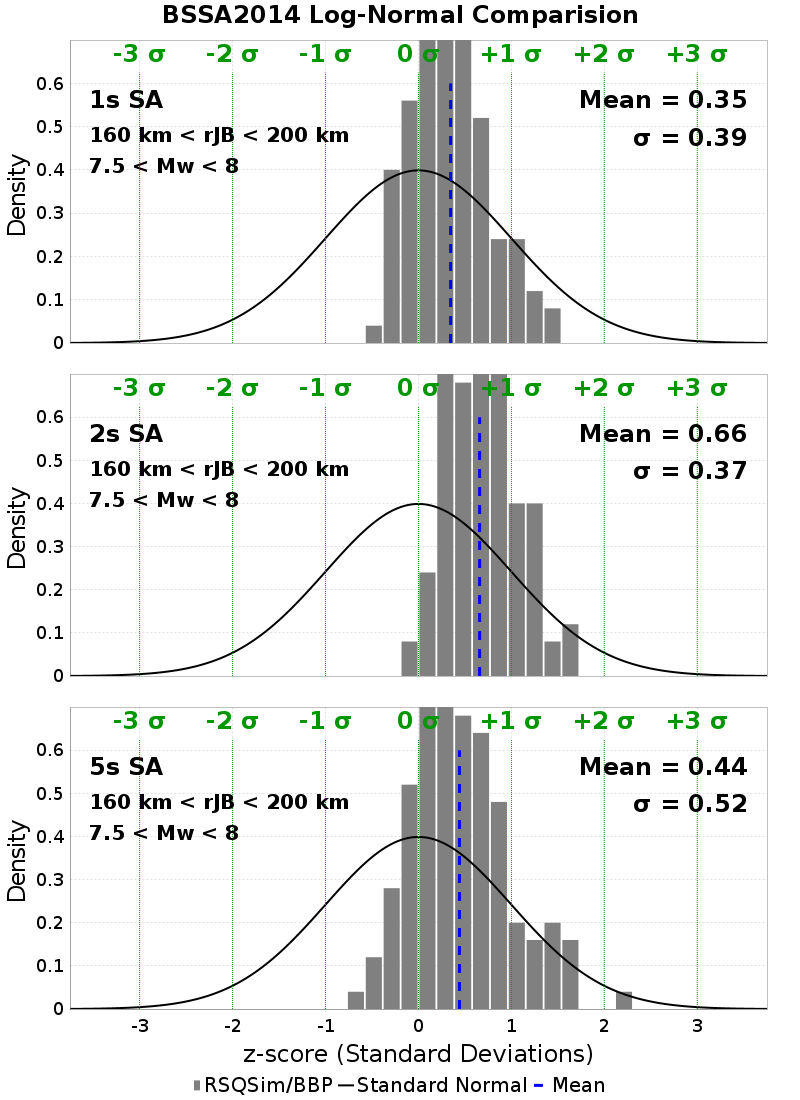 BSSA2014 Log-Normal Comparision
-3 σ -2 σ -1 σ 0 σ +1 σ +2 σ +3 σ
1s SA
Mean = 0.35
160 km < rJB < 200 km
σ = 0.39
7.5 < Mw < 8
Density
0.6
0.5
0.4
0.3
0.2
0.1
0
-3 σ -2 σ -1 σ 0 σ +1 σ +2 σ +3 σ
2s SA
Mean = 0.66
160 km < rJB < 200 km
σ = 0.37
7.5 < Mw < 8
Density
0.6
0.5
0.4
0.3
0.2
0.1
0
-3 σ -2 σ -1 σ 0 σ +1 σ +2 σ +3 σ
5s SA
Mean = 0.44
160 km < rJB < 200 km
σ = 0.52
7.5 < Mw < 8
Density
0.6
0.5
0.4
0.3
0.2
0.1
0
-3 -2 -1 0 1 2 3
z-score (Standard Deviations)
RSQSim/BBP Standard Normal Mean